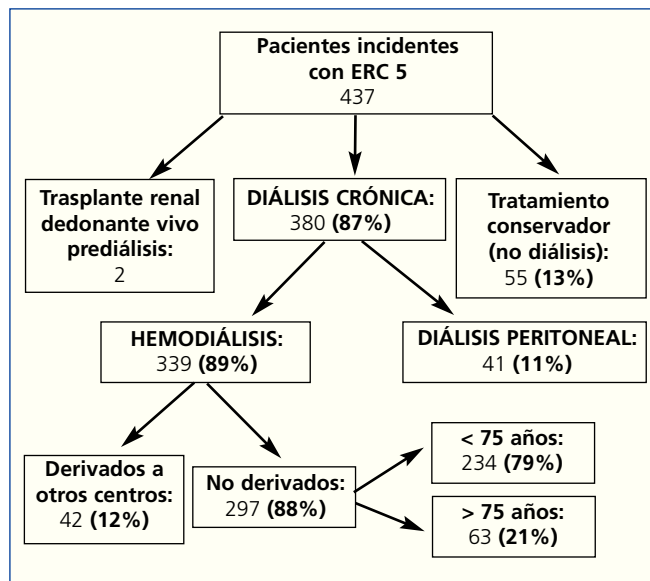 Pacientes incidentes
con ERC 5
437
Trasplante renal
dedonante vivo
prediálisis:
2
DIÁLISIS CRÓNICA:
380 (87%)
Tratamiento
conservador
(no diálisis):
55 (13%)
HEMODIÁLISIS:
339 (89%)
DIÁLISIS PERITONEAL:
41 (11%)
Derivados a
otros centros:
42 (12%)
No derivados:
297 (88%)
< 75 años:
234 (79%)
> 75 años:
63 (21%)